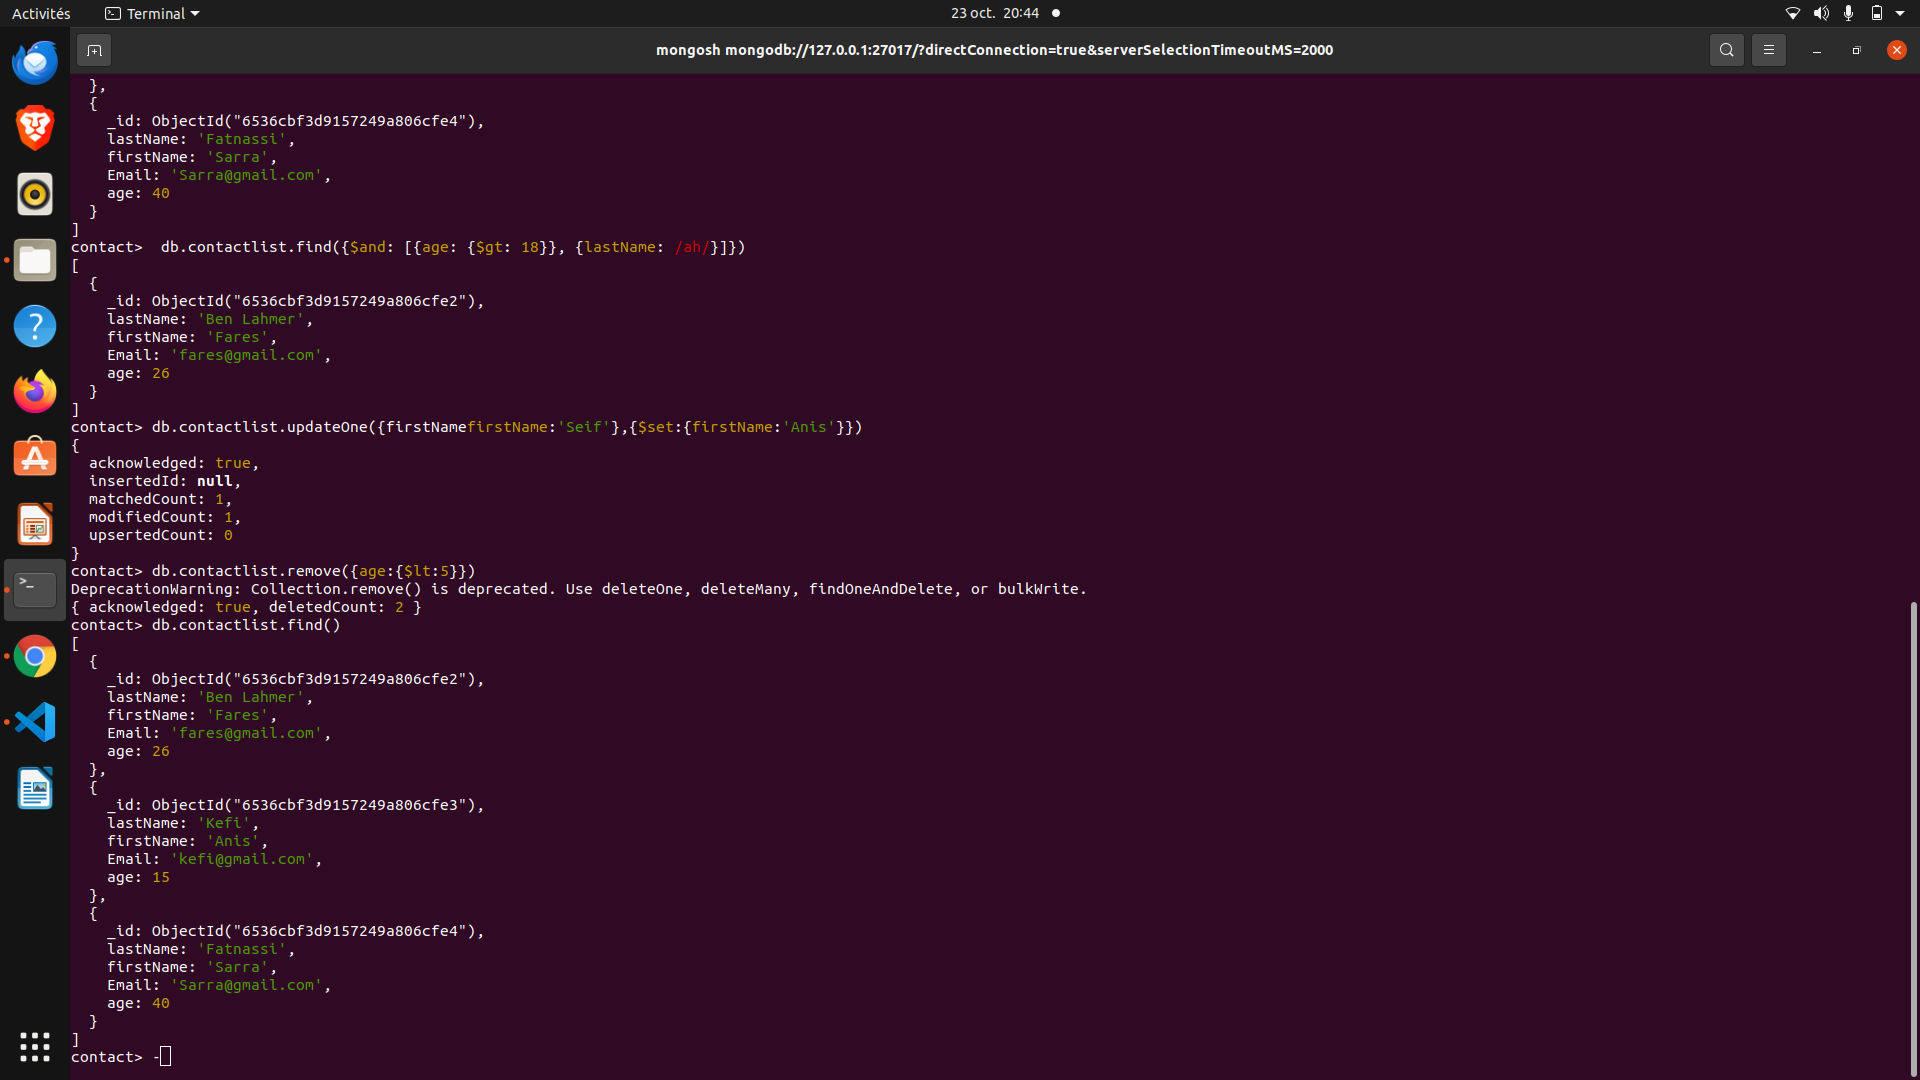 Activités
Terminal
23 oct. 20:44
mongosh mongodb://127.0.0.1:27017/?directConnection=true&serverSelectionTimeoutMS=2000
  },
  {
    _id: ObjectId("6536cbf3d9157249a806cfe4"),
    lastName: 'Fatnassi',
    firstName: 'Sarra',
    Email: 'Sarra@gmail.com',
    age: 40
  }
]
contact>  db.contactlist.find({$and: [{age: {$gt: 18}}, {lastName: /ah/}]})
[
  {
    _id: ObjectId("6536cbf3d9157249a806cfe2"),
    lastName: 'Ben Lahmer',
    firstName: 'Fares',
    Email: 'fares@gmail.com',
    age: 26
  }
]
contact> db.contactlist.updateOne({firstNamefirstName:'Seif'},{$set:{firstName:'Anis'}})
{
  acknowledged: true,
  insertedId: null,
  matchedCount: 1,
  modifiedCount: 1,
  upsertedCount: 0
}
contact> db.contactlist.remove({age:{$lt:5}})
DeprecationWarning: Collection.remove() is deprecated. Use deleteOne, deleteMany, findOneAndDelete, or bulkWrite.
{ acknowledged: true, deletedCount: 2 }
contact> db.contactlist.find()
[
  {
    _id: ObjectId("6536cbf3d9157249a806cfe2"),
    lastName: 'Ben Lahmer',
    firstName: 'Fares',
    Email: 'fares@gmail.com',
    age: 26
  },
  {
    _id: ObjectId("6536cbf3d9157249a806cfe3"),
    lastName: 'Kefi',
    firstName: 'Anis',
    Email: 'kefi@gmail.com',
    age: 15
  },
  {
    _id: ObjectId("6536cbf3d9157249a806cfe4"),
    lastName: 'Fatnassi',
    firstName: 'Sarra',
    Email: 'Sarra@gmail.com',
    age: 40
  }
]
contact> -